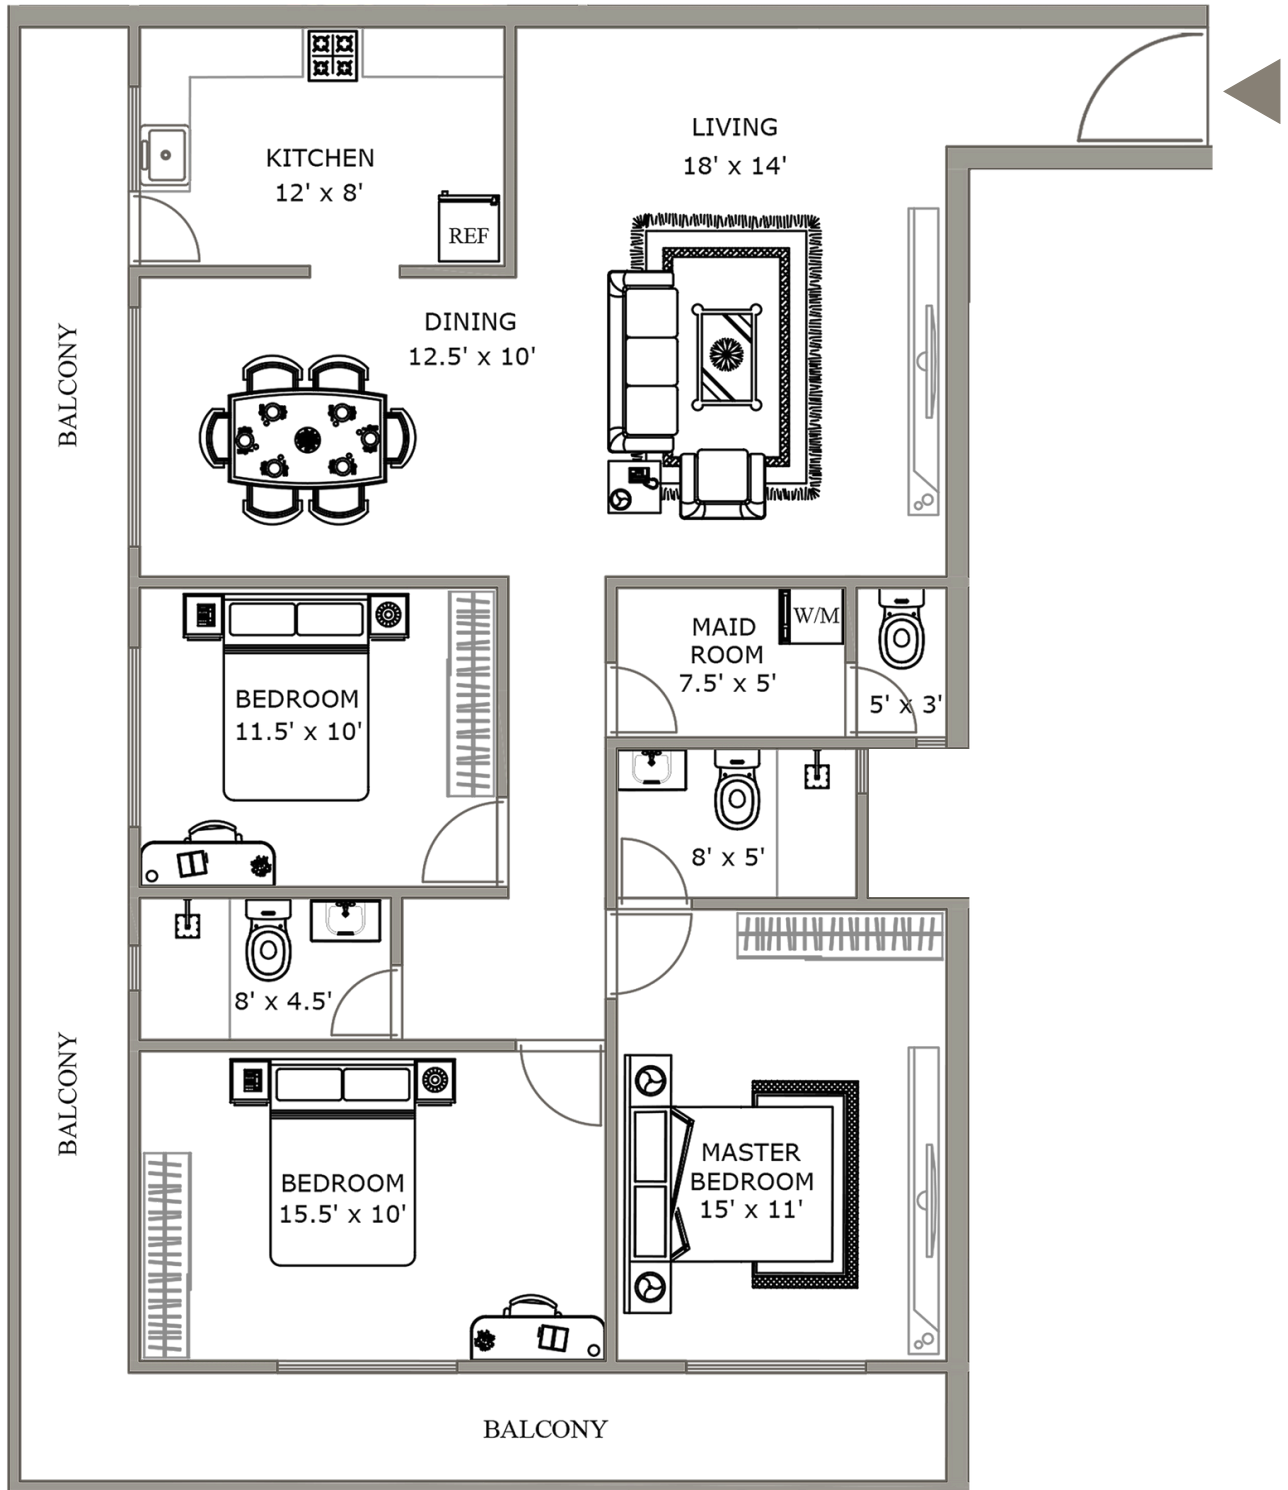 KITCHEN
12' x 8'
REF
LIVING
18' x 14'
DINING
12.5' x 10'
BALCONY
BEDROOM
11.5' x 10'
MAID
ROOM
7.5' x 5'
W/M
5' x 3'
8' x 5'
8' x 4.5'
BALCONY
BEDROOM
15.5' x 10'
MASTER
BEDROOM
15' x 11'
BALCONY